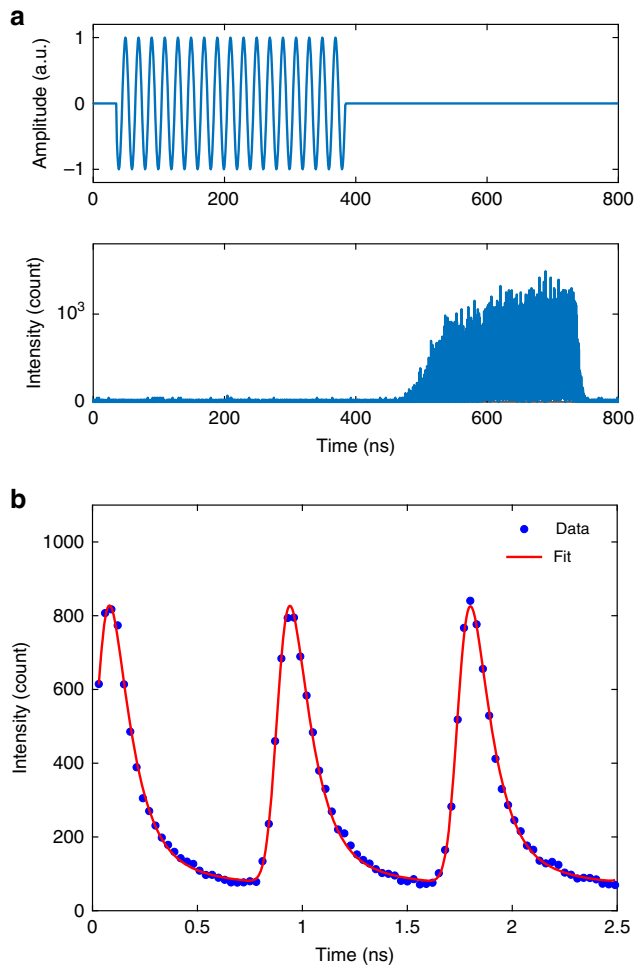 a
Amplitude (a.u.)
1
0
−1
0 200 400 600 800
Intensity (count)
10³
0
0 200 400 600 800
Time (ns)
b
Intensity (count)
1000
800
600
400
200
0
Data
Fit
0 0.5 1 1.5 2 2.5
Time (ns)